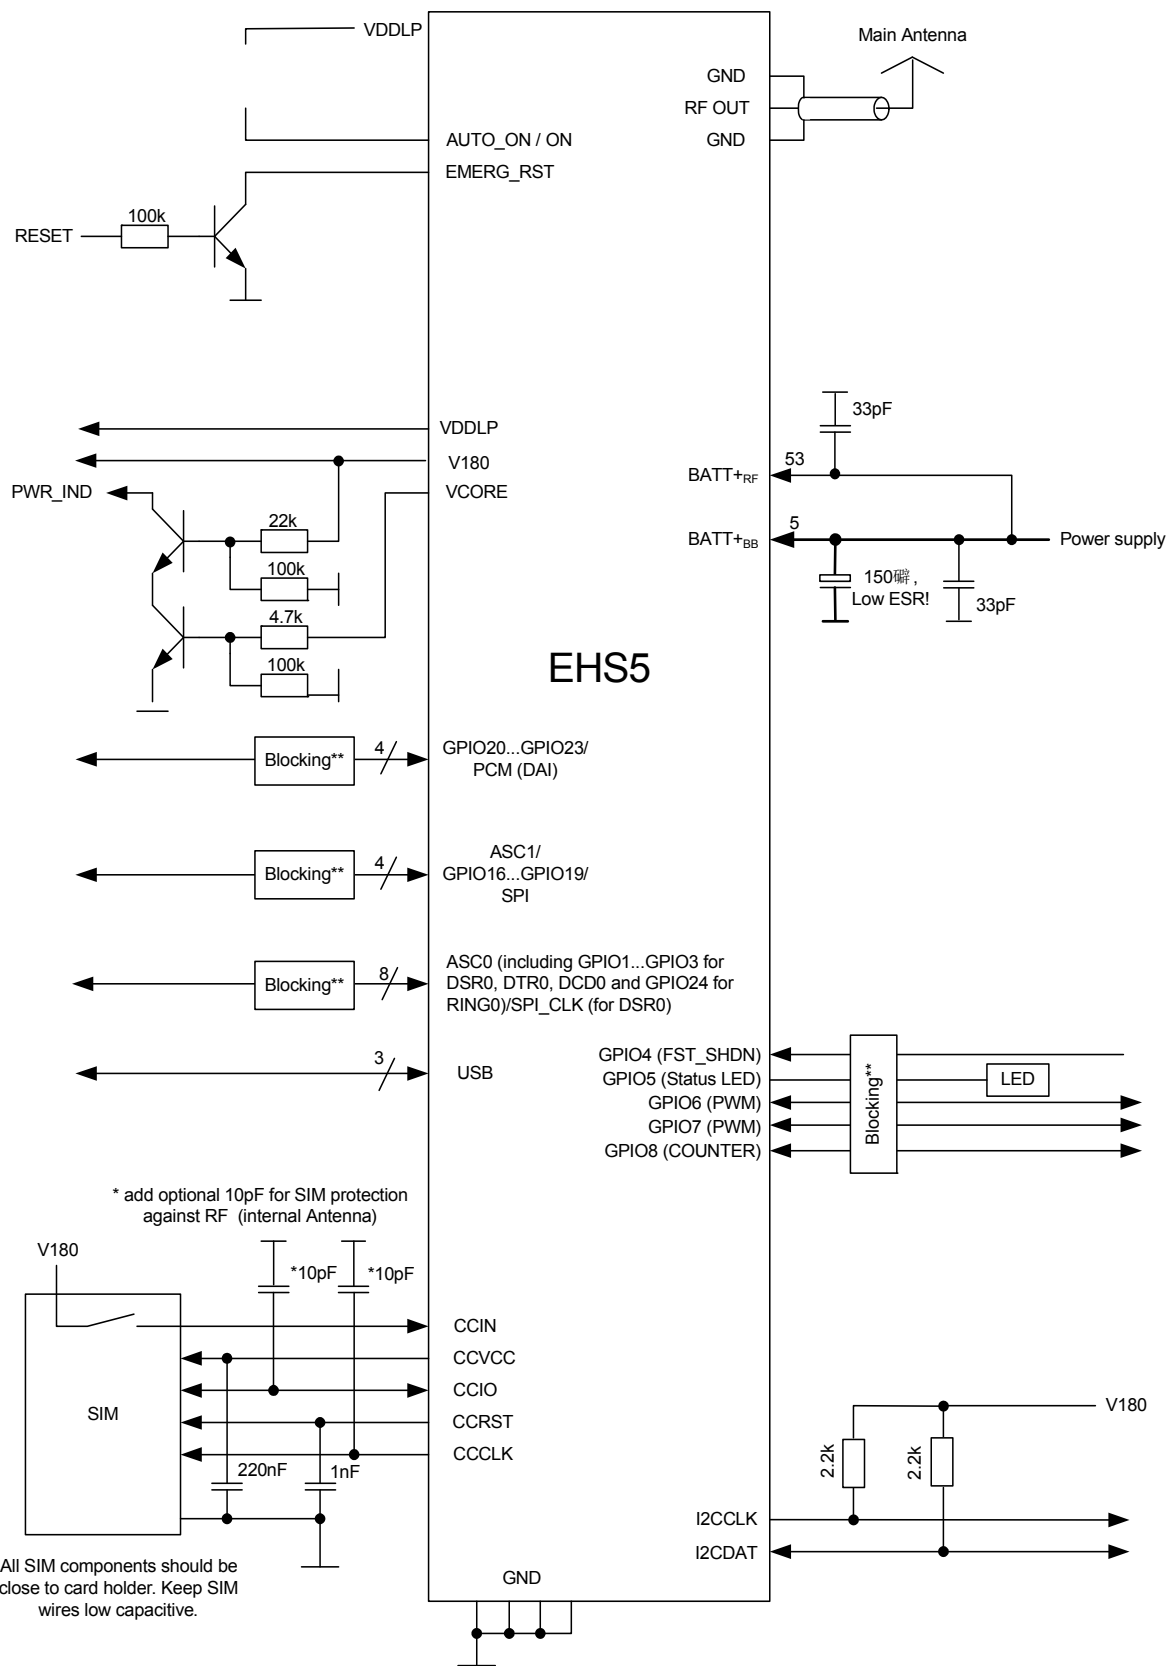 VDDLP
Main Antenna
GND
RF OUT
AUTO_ON / ON
GND
EMERG_RST
100k
RESET
33pF
VDDLP
V180
53
BATT+RF
PWR_IND
VCORE
22k
5
BATT+BB
Power supply
100k
150礔,
Low ESR!
33pF
4.7k
100k
EHS5
Blocking**
4
GPIO20...GPIO23/
PCM (DAI)
Blocking**
4
ASC1/
GPIO16...GPIO19/
SPI
Blocking**
8
ASC0 (including GPIO1...GPIO3 for
DSR0, DTR0, DCD0 and GPIO24 for
RING0)/SPI_CLK (for DSR0)
3
USB
GPIO4 (FST_SHDN)
GPIO5 (Status LED)
GPIO6 (PWM)
GPIO7 (PWM)
GPIO8 (COUNTER)
Blocking**
LED
* add optional 10pF for SIM protection
against RF (internal Antenna)
V180
*10pF
*10pF
CCIN
CCVCC
CCIO
CCRST
CCCLK
SIM
220nF
1nF
V180
2.2k
2.2k
I2CCLK
I2CDAT
All SIM components should be
close to card holder. Keep SIM
wires low capacitive.
GND